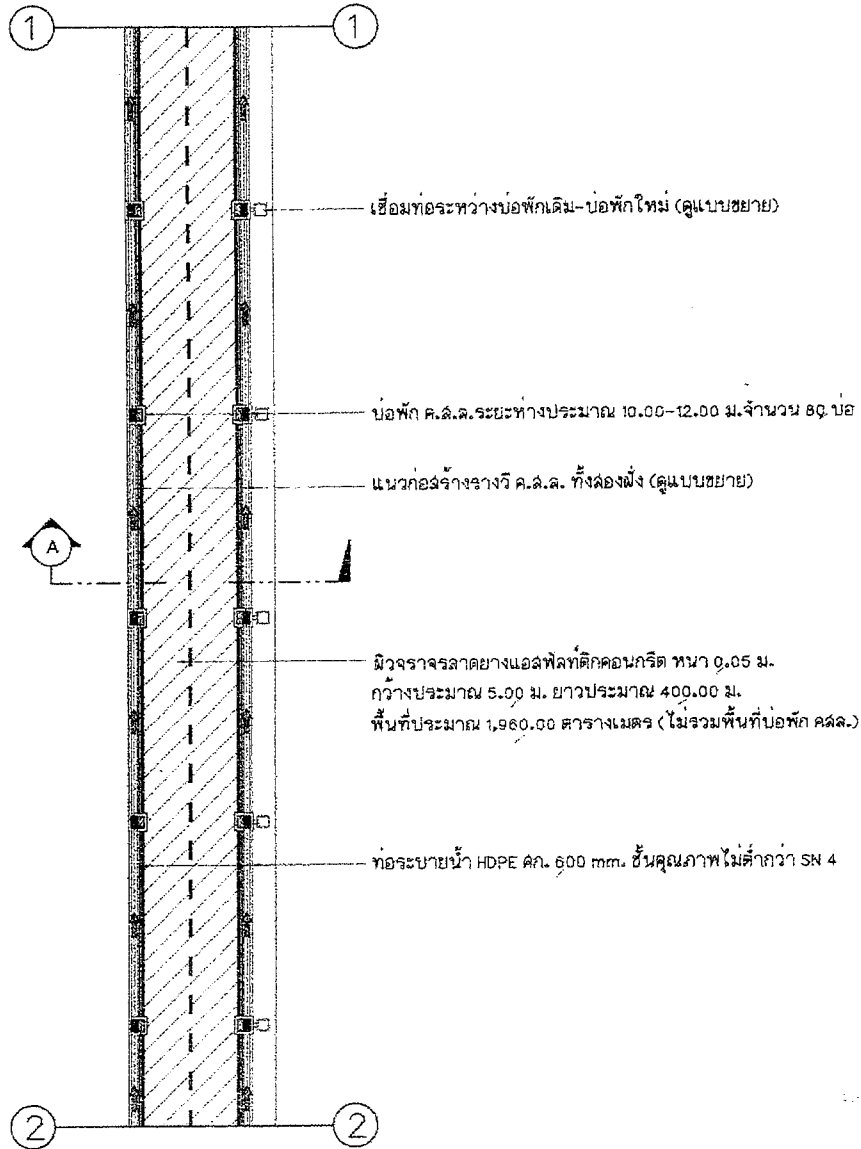 1 1
เชื่อมท่อระหว่างบ่อพักเดิม-บ่อพักใหม่ (ดูแบบขยาย)
บ่อพัก ค.ส.ล.ระยะห่างประมาณ 10.00-12.00 ม.จำนวน 80 บ่อ
แนวก่อสร้างรางวี ค.ส.ล. ทั้งสองฝั่ง (ดูแบบขยาย)
A
ผิวจราจรลาดยางแอสฟัลท์ติกคอนกรีต หนา 0.05 ม.
กว้างประมาณ 5.00 ม. ยาวประมาณ 400.00 ม.
พื้นที่ประมาณ 1,960.00 ตารางเมตร (ไม่รวมพื้นที่บ่อพัก คสล.)
ท่อระบายน้ำ HDPE ศก. 600 mm. ชั้นคุณภาพไม่ต่ำกว่า SN 4
2 2